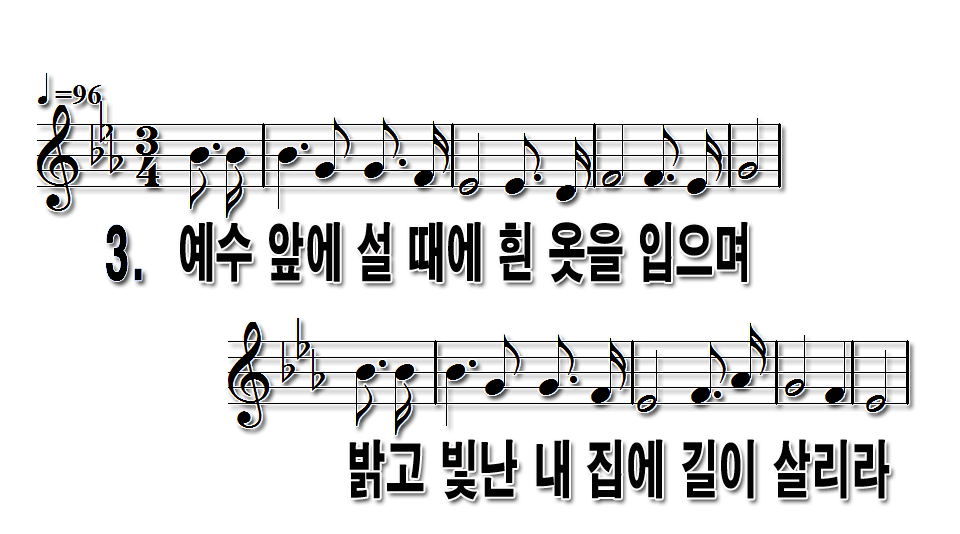 ♩=96
3/4
3. 예수 앞에 설 때에 흰 옷을 입으며
밝고 빛난 내 집에 길이 살리라